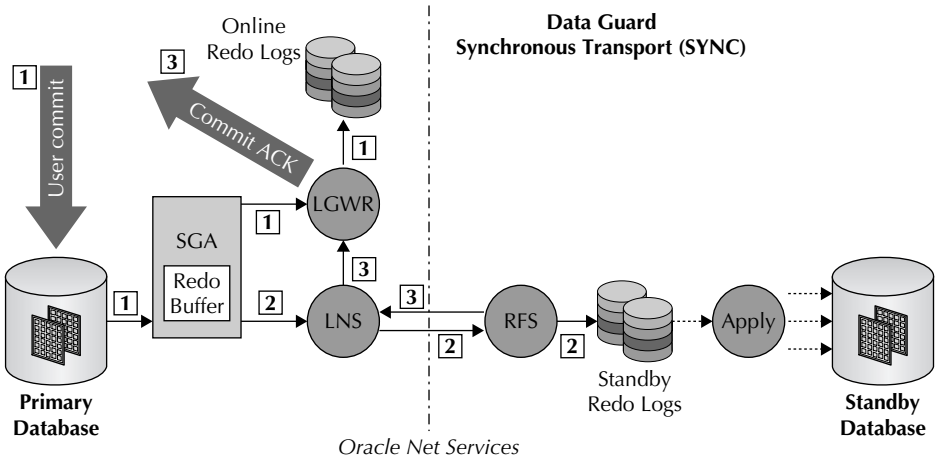 Data Guard
Synchronous Transport (SYNC)
Online
Redo Logs
1
User commit
3
Commit ACK
1
LGWR
1
SGA
Redo
Buffer
1
2
3
LNS
3
2
RFS
2
Apply
Standby
Redo Logs
Primary
Database
Standby
Database
Oracle Net Services